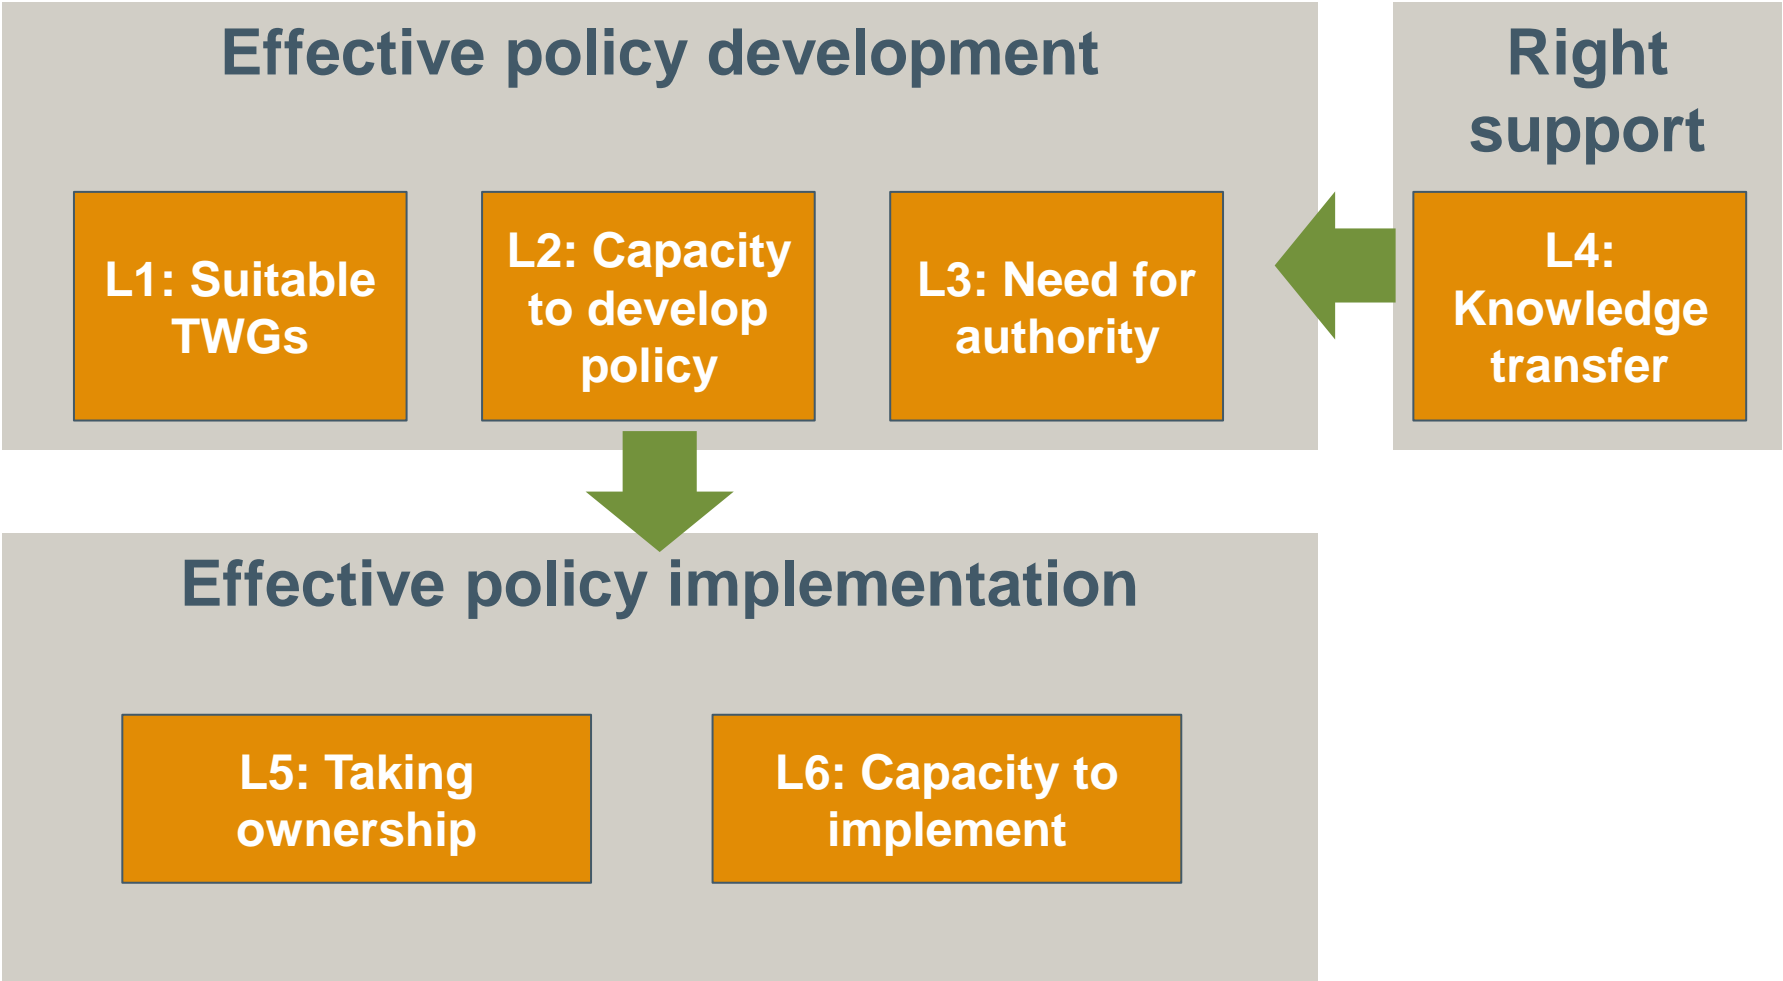 Effective policy development
L1: Suitable
TWGs
L2: Capacity
to develop
policy
L3: Need for
authority
Right
support
L4:
Knowledge
transfer
Effective policy implementation
L5: Taking
ownership
L6: Capacity to
implement